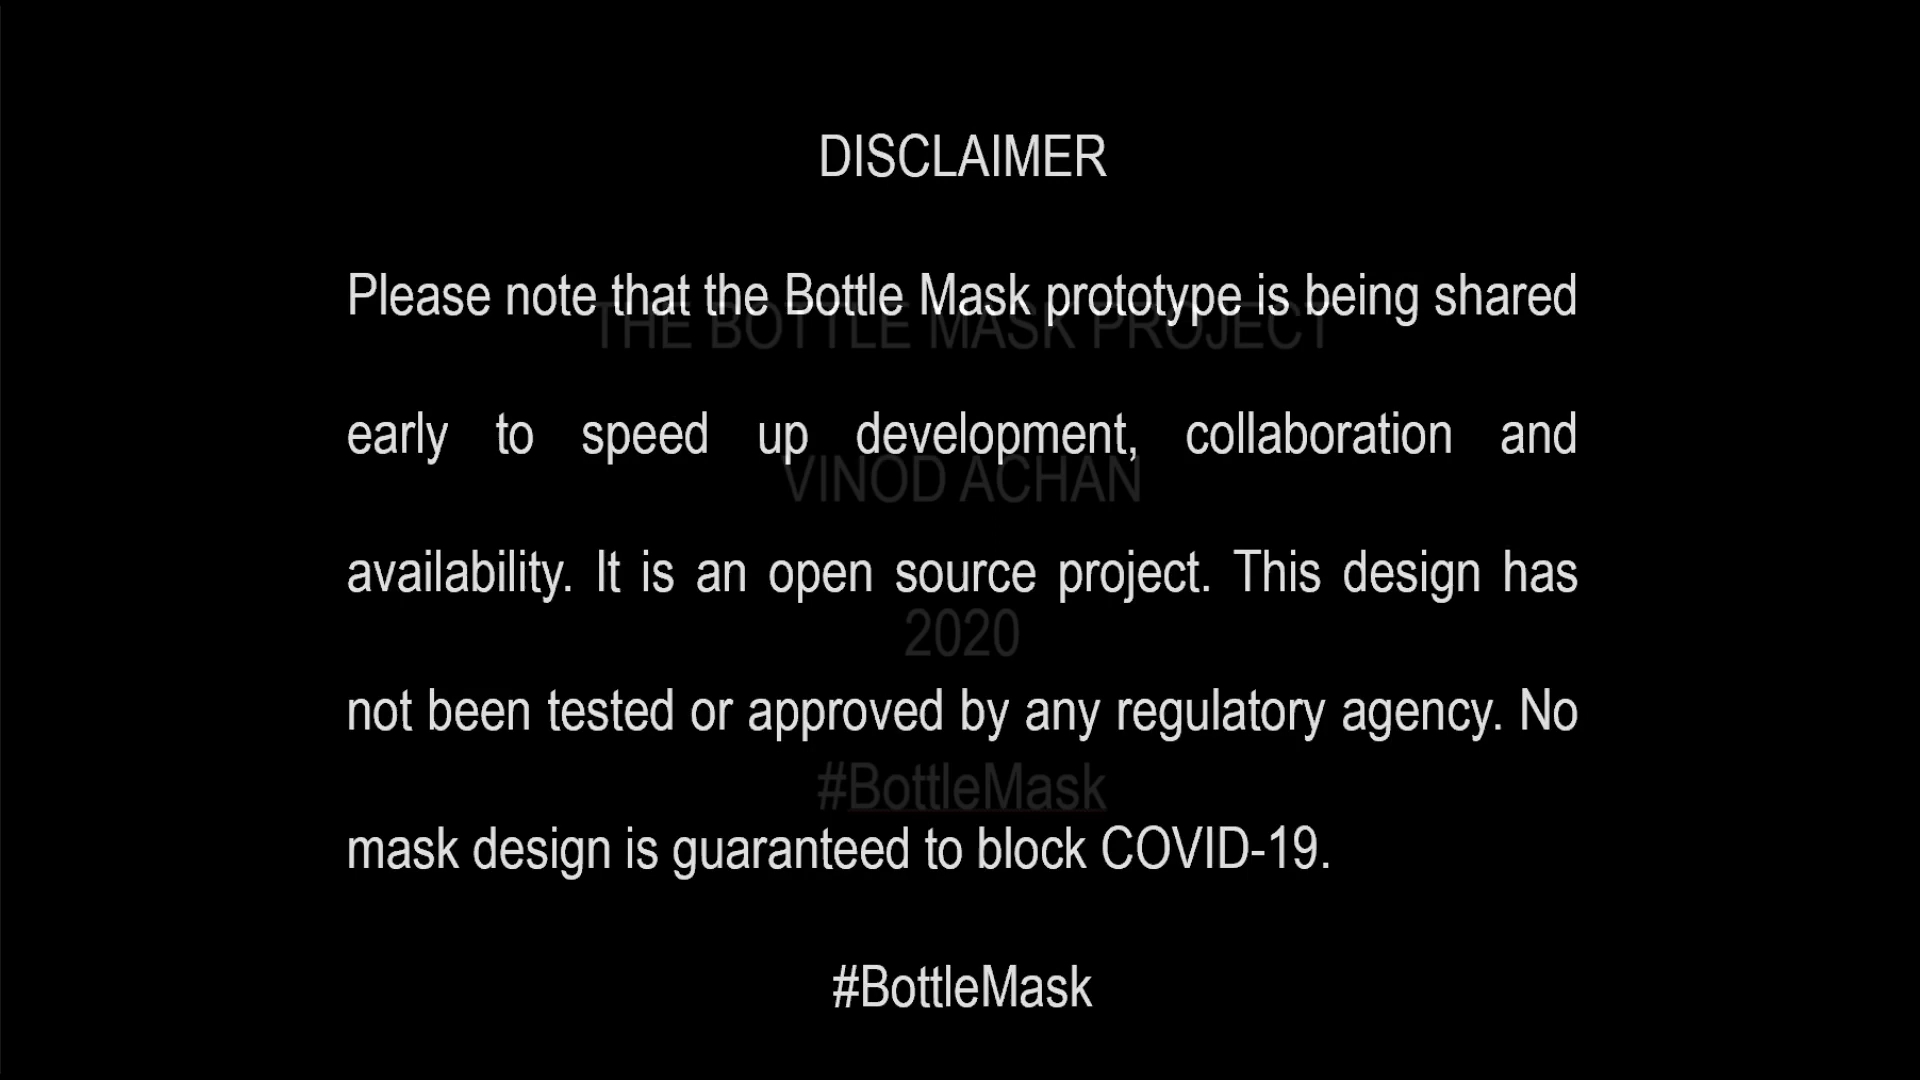 DISCLAIMER
Please note that the Bottle Mask prototype is being shared
THE BOTTLE MASK PROJECT
early to speed up development, collaboration and
VINOD ACHAN
availability. It is an open source project. This design has
2020
not been tested or approved by any regulatory agency. No
#BottleMask
mask design is guaranteed to block COVID-19.
#BottleMask